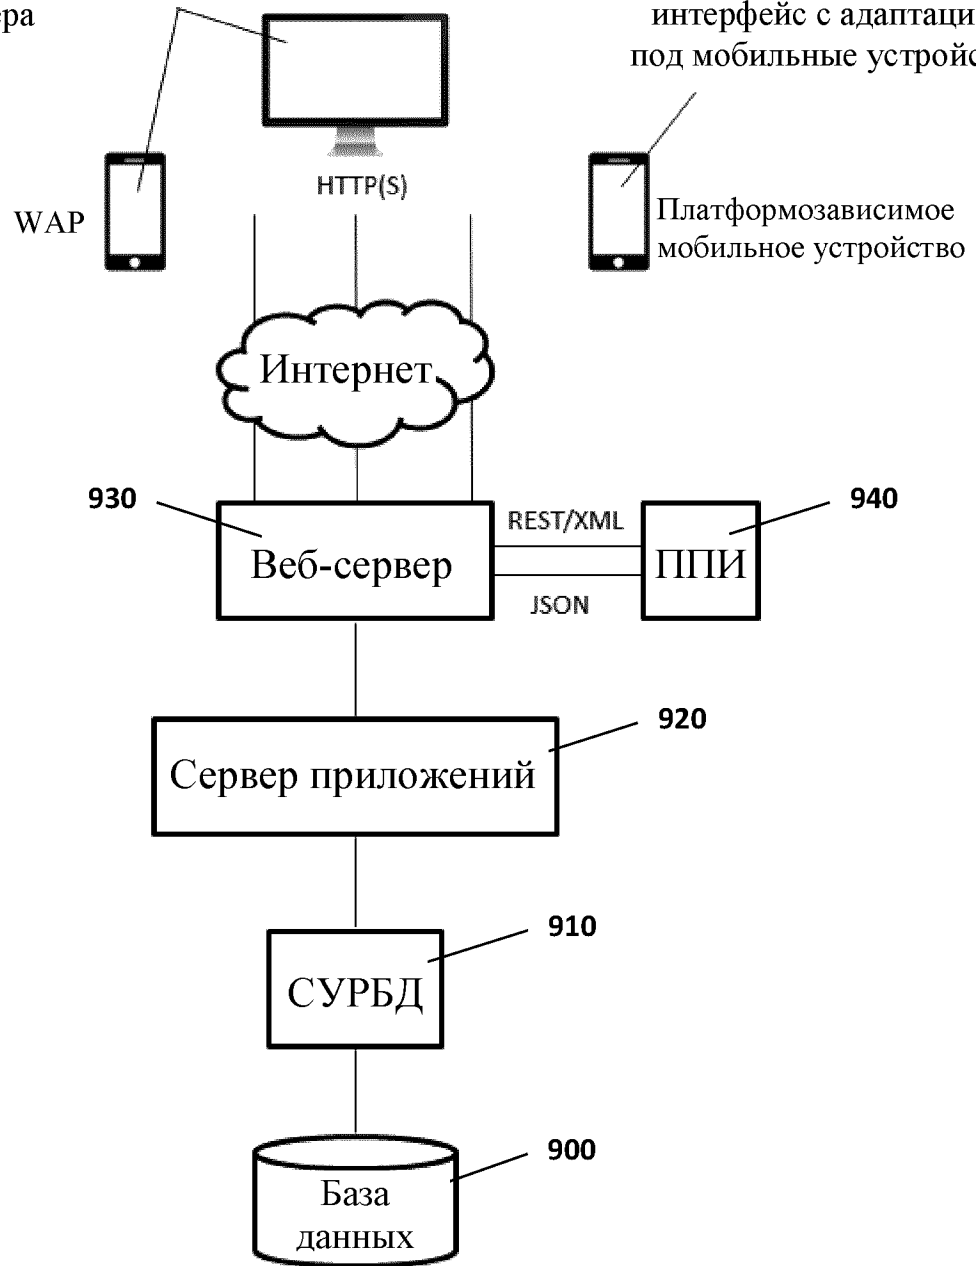 ера
интерфейс с адаптаци
под мобильные устройс
HTTP(S)
WAP
Платформозависимое
мобильное устройство
Интернет
930
REST/XML
940
Веб-сервер
ППИ
JSON
920
Сервер приложений
910
СУРБД
900
База
данных